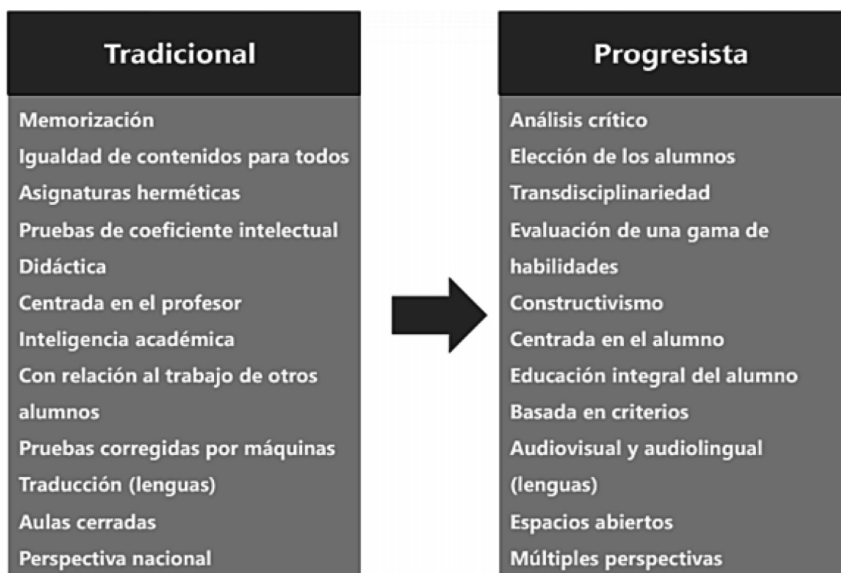 Tradicional
Memorización
Igualdad de contenidos para todos
Asignaturas herméticas
Pruebas de coeficiente intelectual
Didáctica
Centrada en el profesor
Inteligencia académica
Con relación al trabajo de otros
alumnos
Pruebas corregidas por máquinas
Traducción (lenguas)
Aulas cerradas
Perspectiva nacional
Progresista
Análisis crítico
Elección de los alumnos
Transdisciplinariedad
Evaluación de una gama de
habilidades
Constructivismo
Centrada en el alumno
Educación integral del alumno
Basada en criterios
Audiovisual y audiolingual
(lenguas)
Espacios abiertos
Múltiples perspectivas